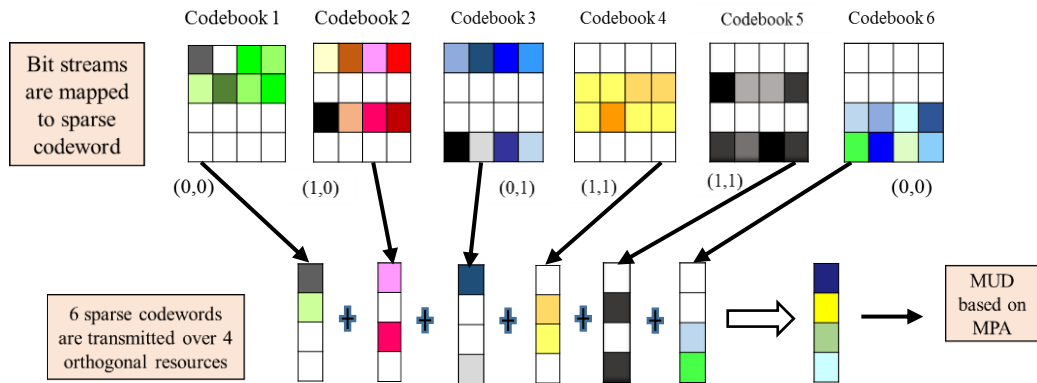 Codebook 1
Codebook 2
Codebook 3
Codebook 4
Codebook 5
Codebook 6
Bit streams
are mapped
to sparse
codeword
(0,0)
(1,0)
(0,1)
(1,1)
(1,1)
(0,0)
6 sparse codewords
are transmitted over 4
orthogonal resources
+
+
+
+
+
MUD
based on
MPA